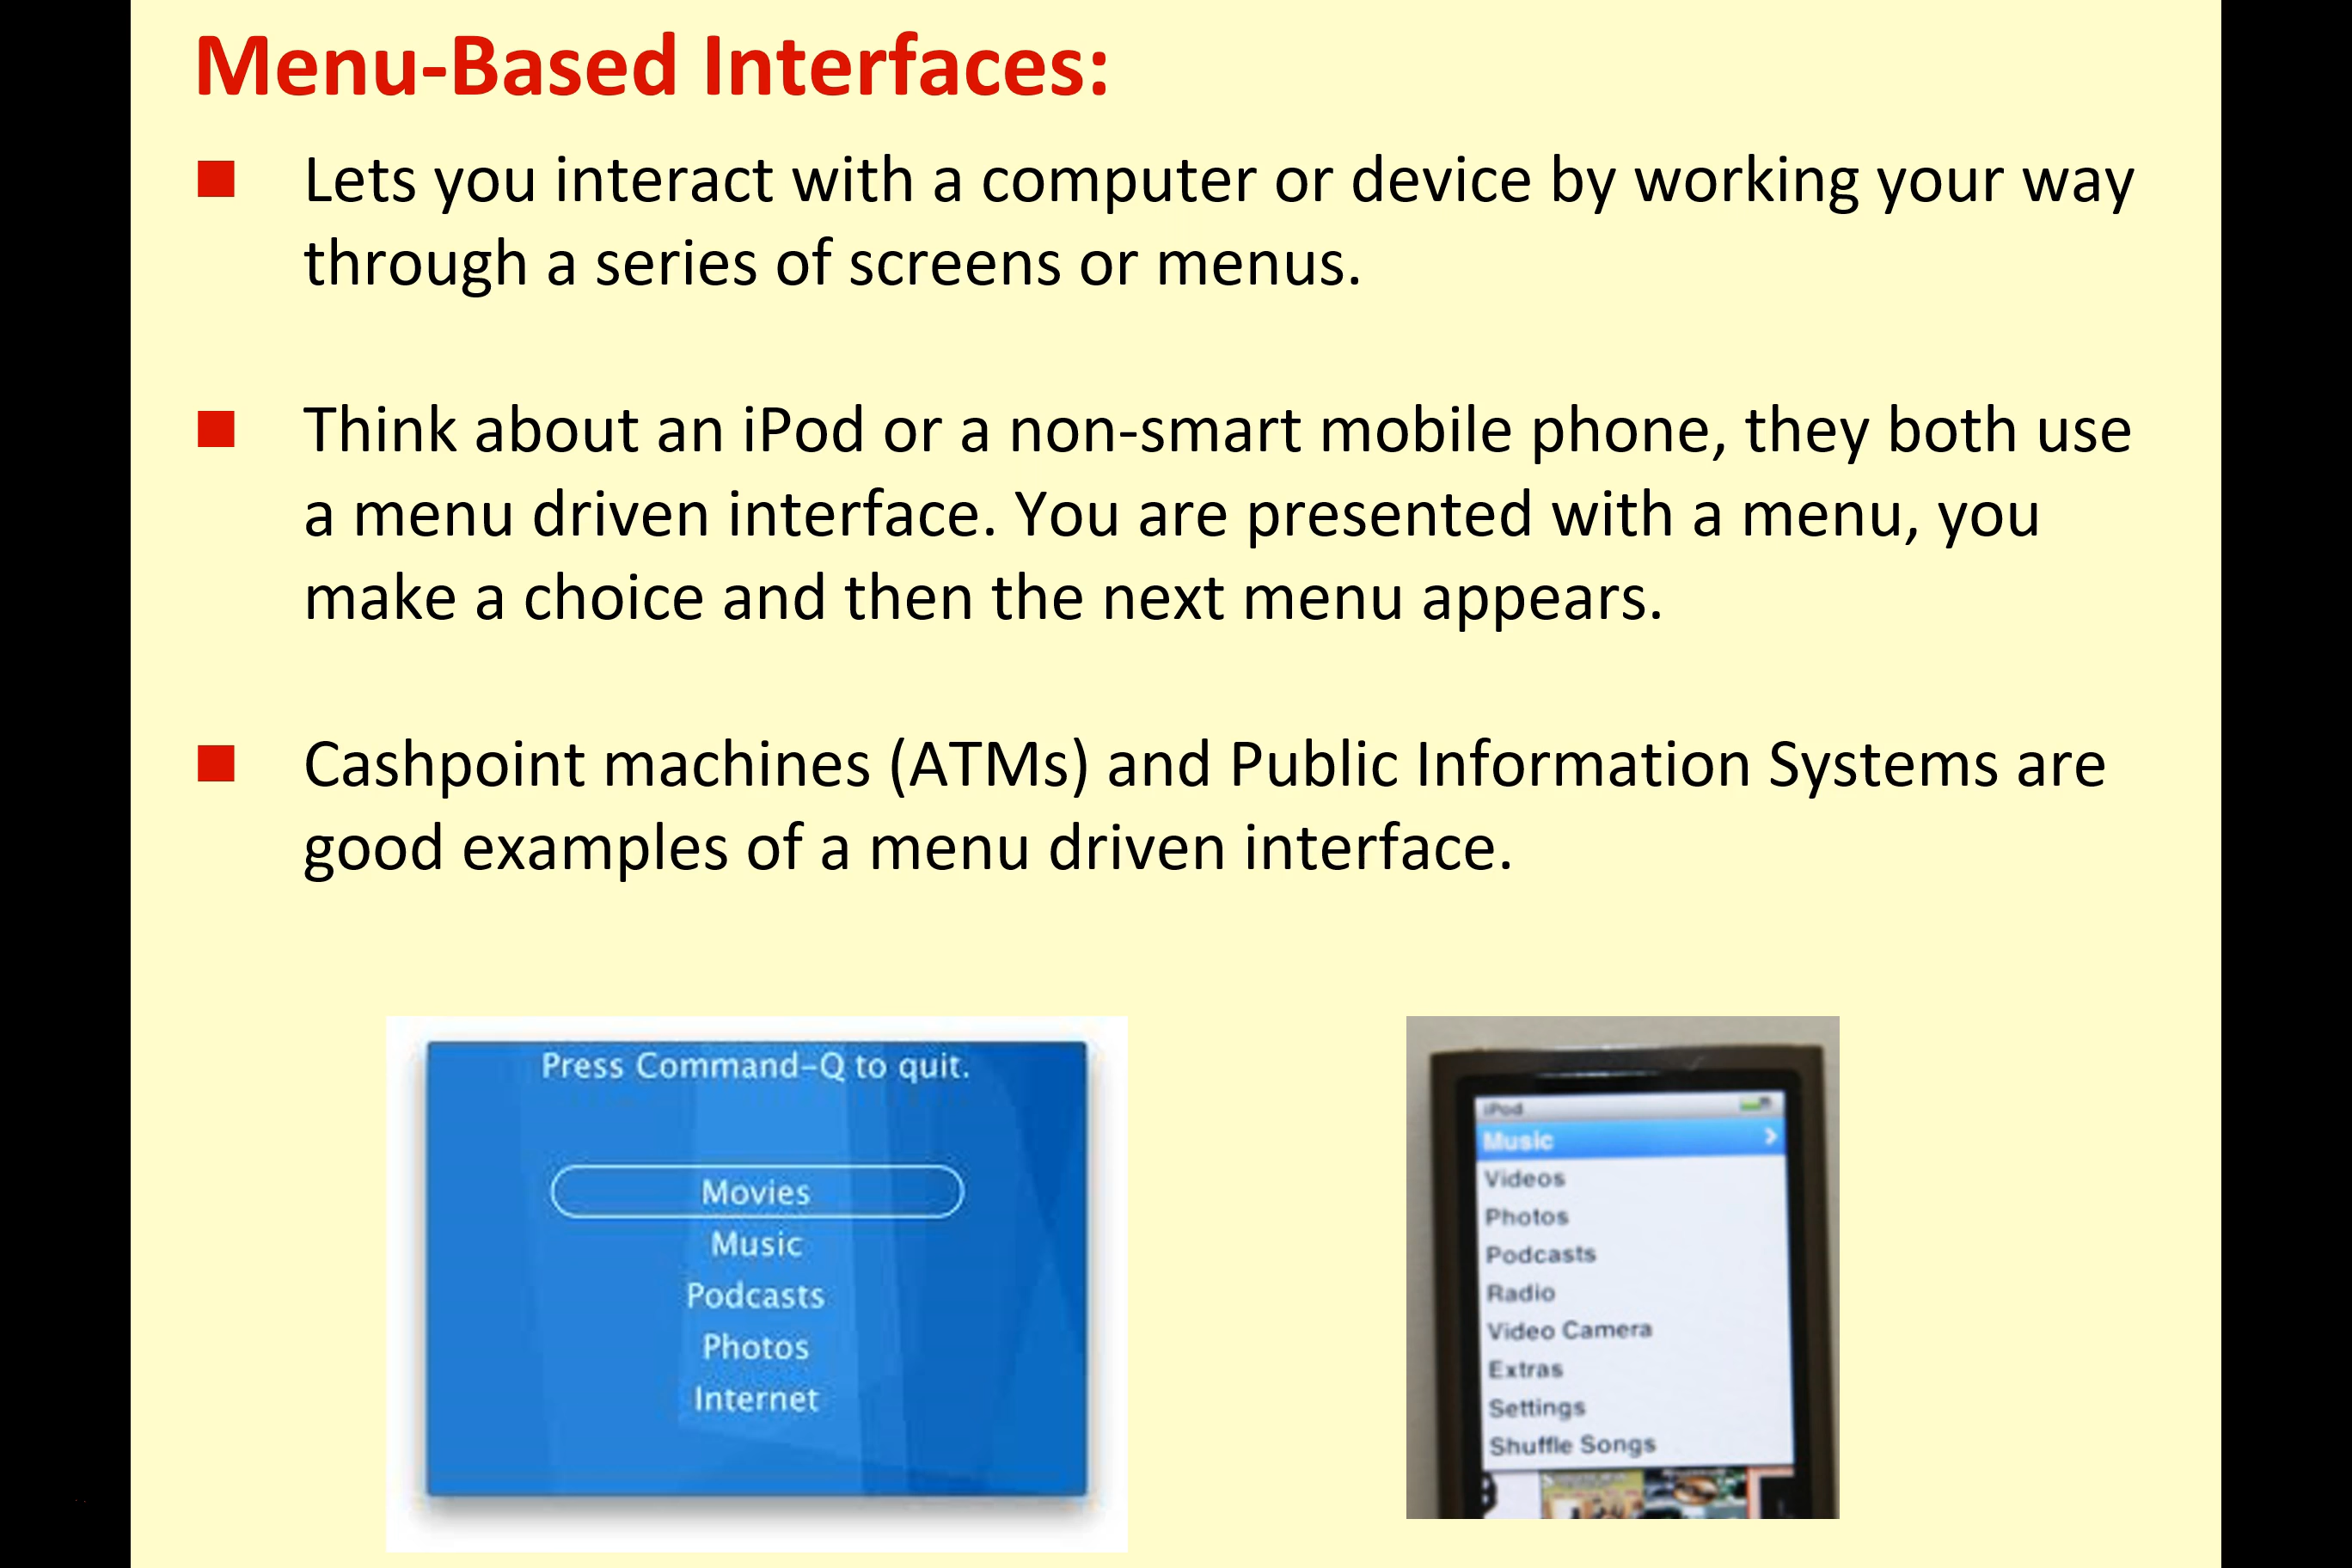 Menu-Based Interfaces:
Lets you interact with a computer or device by working your way
through a series of screens or menus.
Think about an iPod or a non-smart mobile phone, they both use
a menu driven interface. You are presented with a menu, you
make a choice and then the next menu appears.
Cashpoint machines (ATMs) and Public Information Systems are
good examples of a menu driven interface.
Press Command-Q to quit.
Movies
Music
Podcasts
Photos
Internet
iPod
Music
Videos
Photos
Podcasts
Radio
Video Camera
Extras
Settings
Shuffle Songs